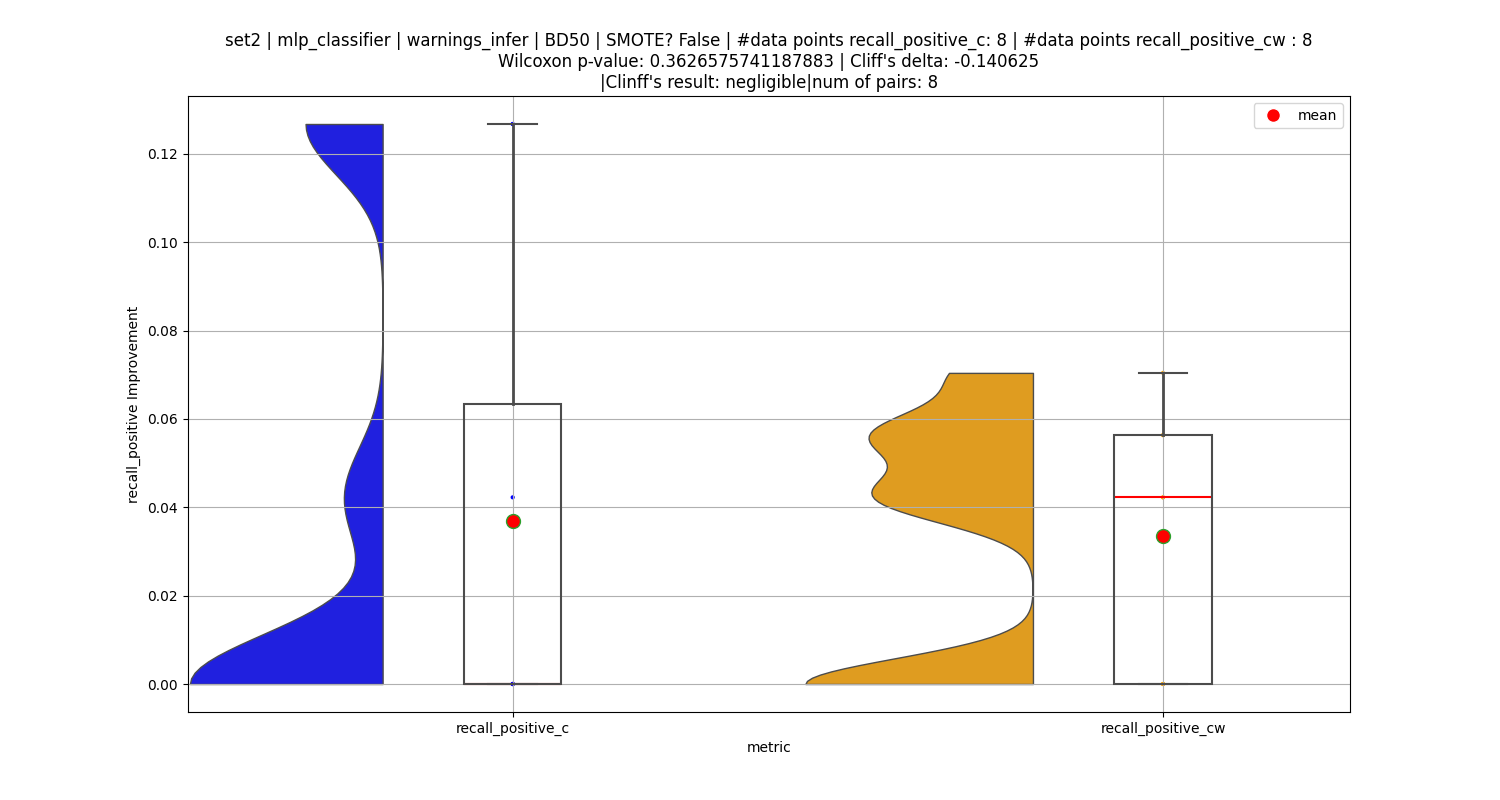 set2 | mlp_classifier | warnings_infer | BD50 | SMOTE? False | #data points recall_positive_c: 8 | #data points recall_positive_cw : 8
Wilcoxon p-value: 0.3626575741187883 | Cliff's delta: -0.140625
|Clinff's result: negligible|num of pairs: 8
mean
0.12
0.10
0.08
0.06
0.04
0.02
0.00
recall_positive Improvement
recall_positive_c
recall_positive_cw
metric